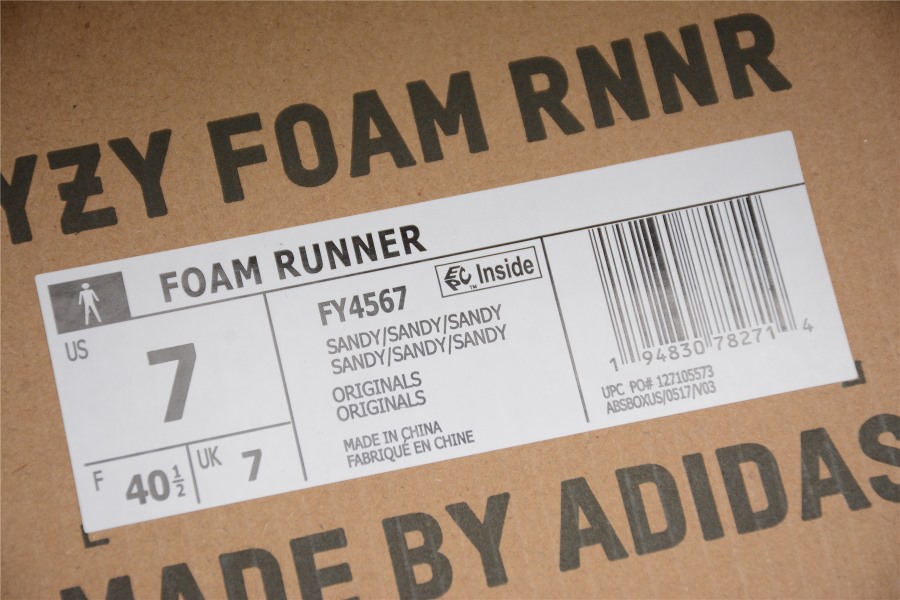 YZY FOAM RNNR
FOAM RUNNER
US
7
F 40½
UK 7
FY4567
EPC Inside™
SANDY/SANDY/SANDY
SANDY/SANDY/SANDY
ORIGINALS
ORIGINALS
MADE IN CHINA
FABRIQUÉ EN CHINE
1 94830 78271 4
UPC PO# 127105573
ABSBOXUS/0517/V03
MADE BY ADIDAS